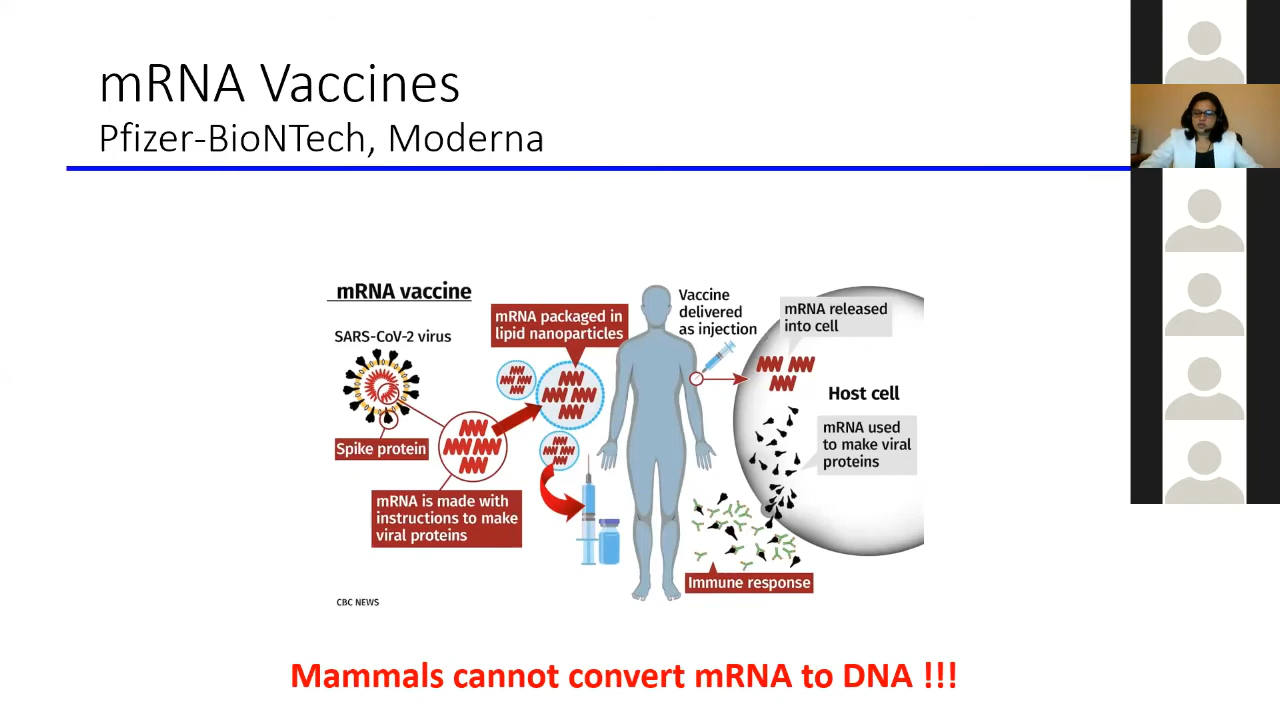 mRNA Vaccines
Pfizer-BioNTech, Moderna
mRNA vaccine
SARS-CoV-2 virus
Spike protein
mRNA is made with
instructions to make
viral proteins
mRNA packaged in
lipid nanoparticles
Vaccine
delivered
as injection
mRNA released
into cell
Host cell
mRNA used
to make viral
proteins
Immune response
CBC NEWS
Mammals cannot convert mRNA to DNA !!!